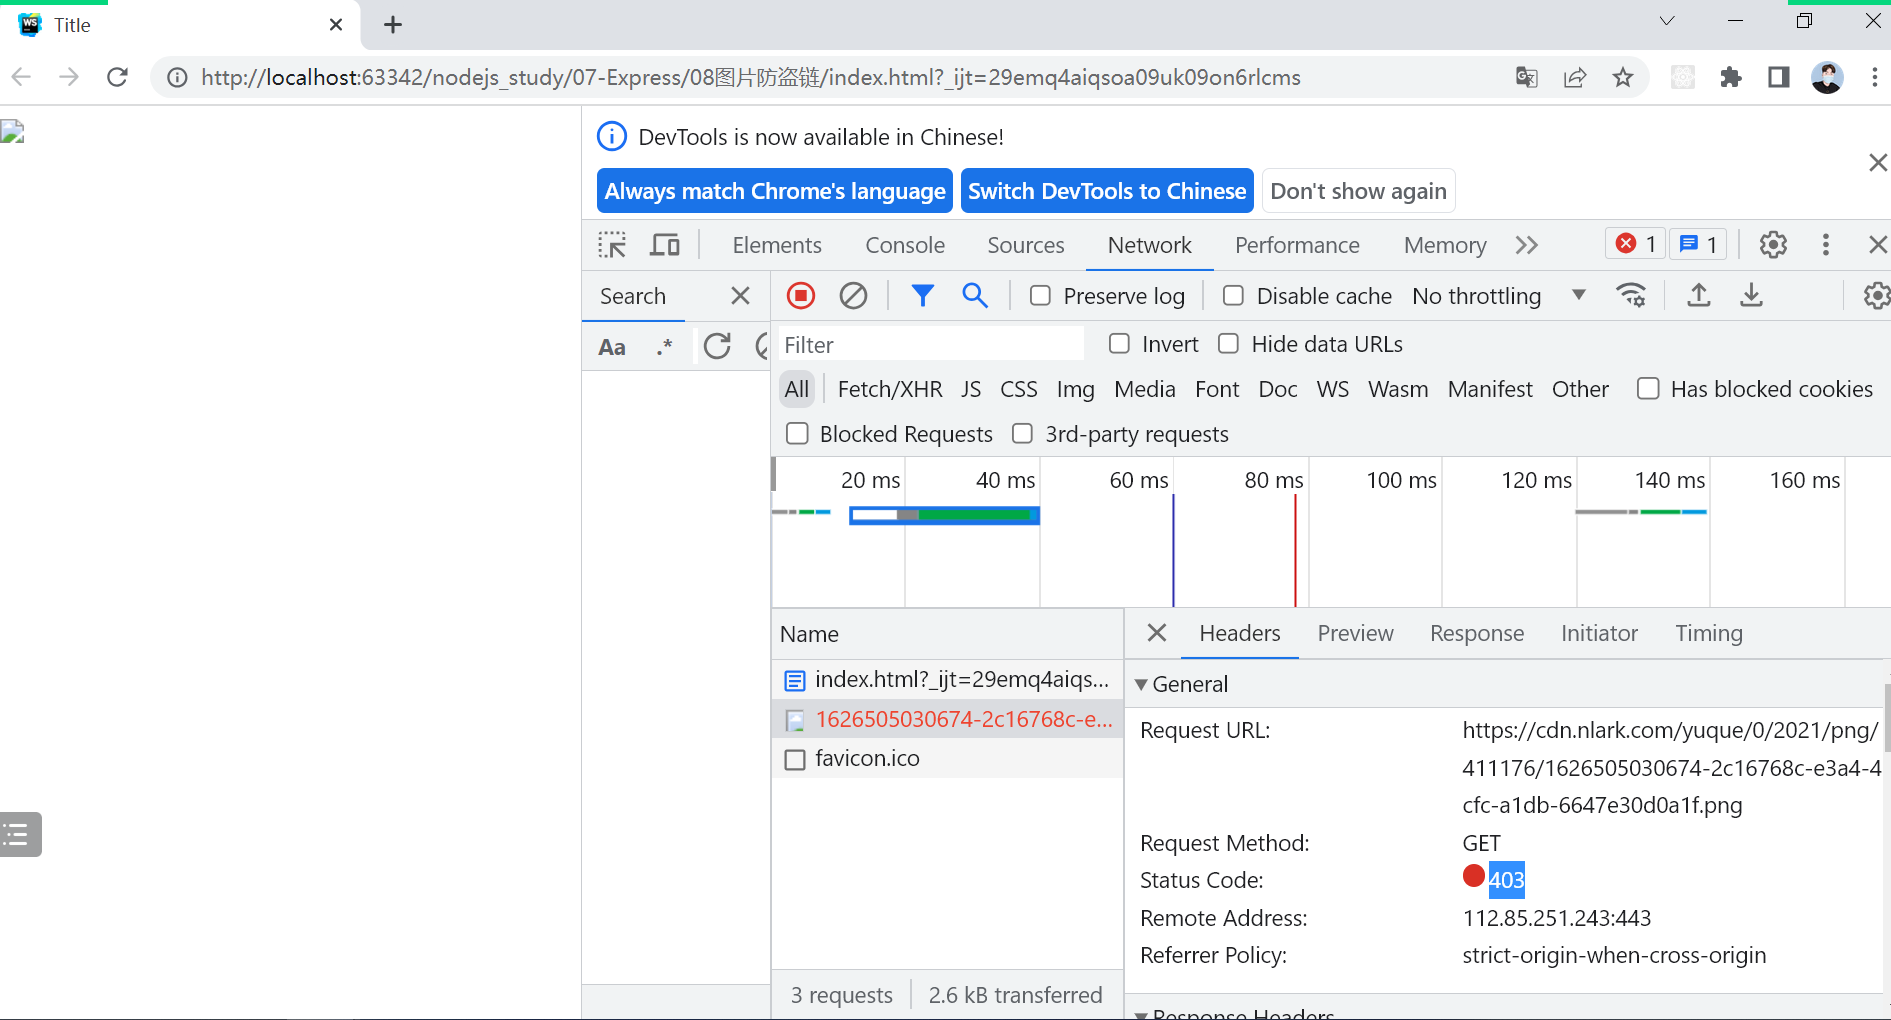 Title
http://localhost:63342/nodejs_study/07-Express/08图片防盗链/index.html?_ijt=29emq4aiqsoa09uk09on6rlcms
DevTools is now available in Chinese!
Always match Chrome's language Switch DevTools to Chinese Don't show again
Elements Console Sources Network Performance Memory 1 1
Search Preserve log Disable cache No throttling
Aa .* Filter Invert Hide data URLs
All Fetch/XHR JS CSS Img Media Font Doc WS Wasm Manifest Other Has blocked cookies
Blocked Requests 3rd-party requests
20 ms 40 ms 60 ms 80 ms 100 ms 120 ms 140 ms 160 ms
Name
index.html?_ijt=29emq4aiqs...
1626505030674-2c16768c-e...
favicon.ico
3 requests 2.6 kB transferred
Headers Preview Response Initiator Timing
General
Request URL: https://cdn.nlark.com/yuque/0/2021/png/
411176/1626505030674-2c16768c-e3a4-4
cfc-a1db-6647e30d0a1f.png
Request Method: GET
Status Code: 403
Remote Address: 112.85.251.243:443
Referrer Policy: strict-origin-when-cross-origin
Response Headers